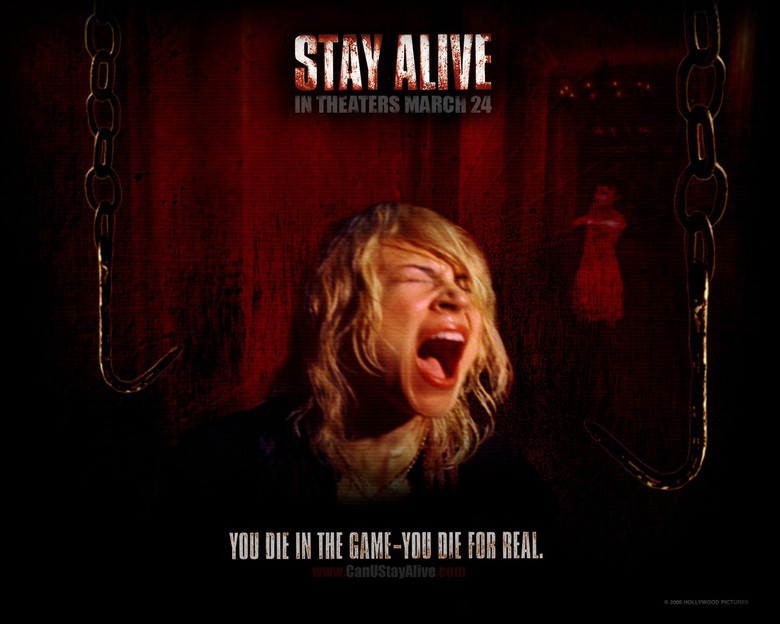 STAY ALIVE
IN THEATERS MARCH 24
YOU DIE IN THE GAME-YOU DIE FOR REAL.
www.CanUStayAlive.com
© 2006 HOLLYWOOD PICTURES